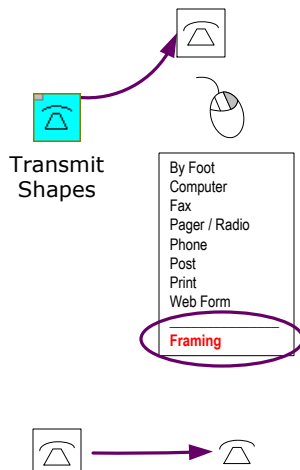 Transmit
Shapes
By Foot
Computer
Fax
Pager / Radio
Phone
Post
Print
Web Form
Framing